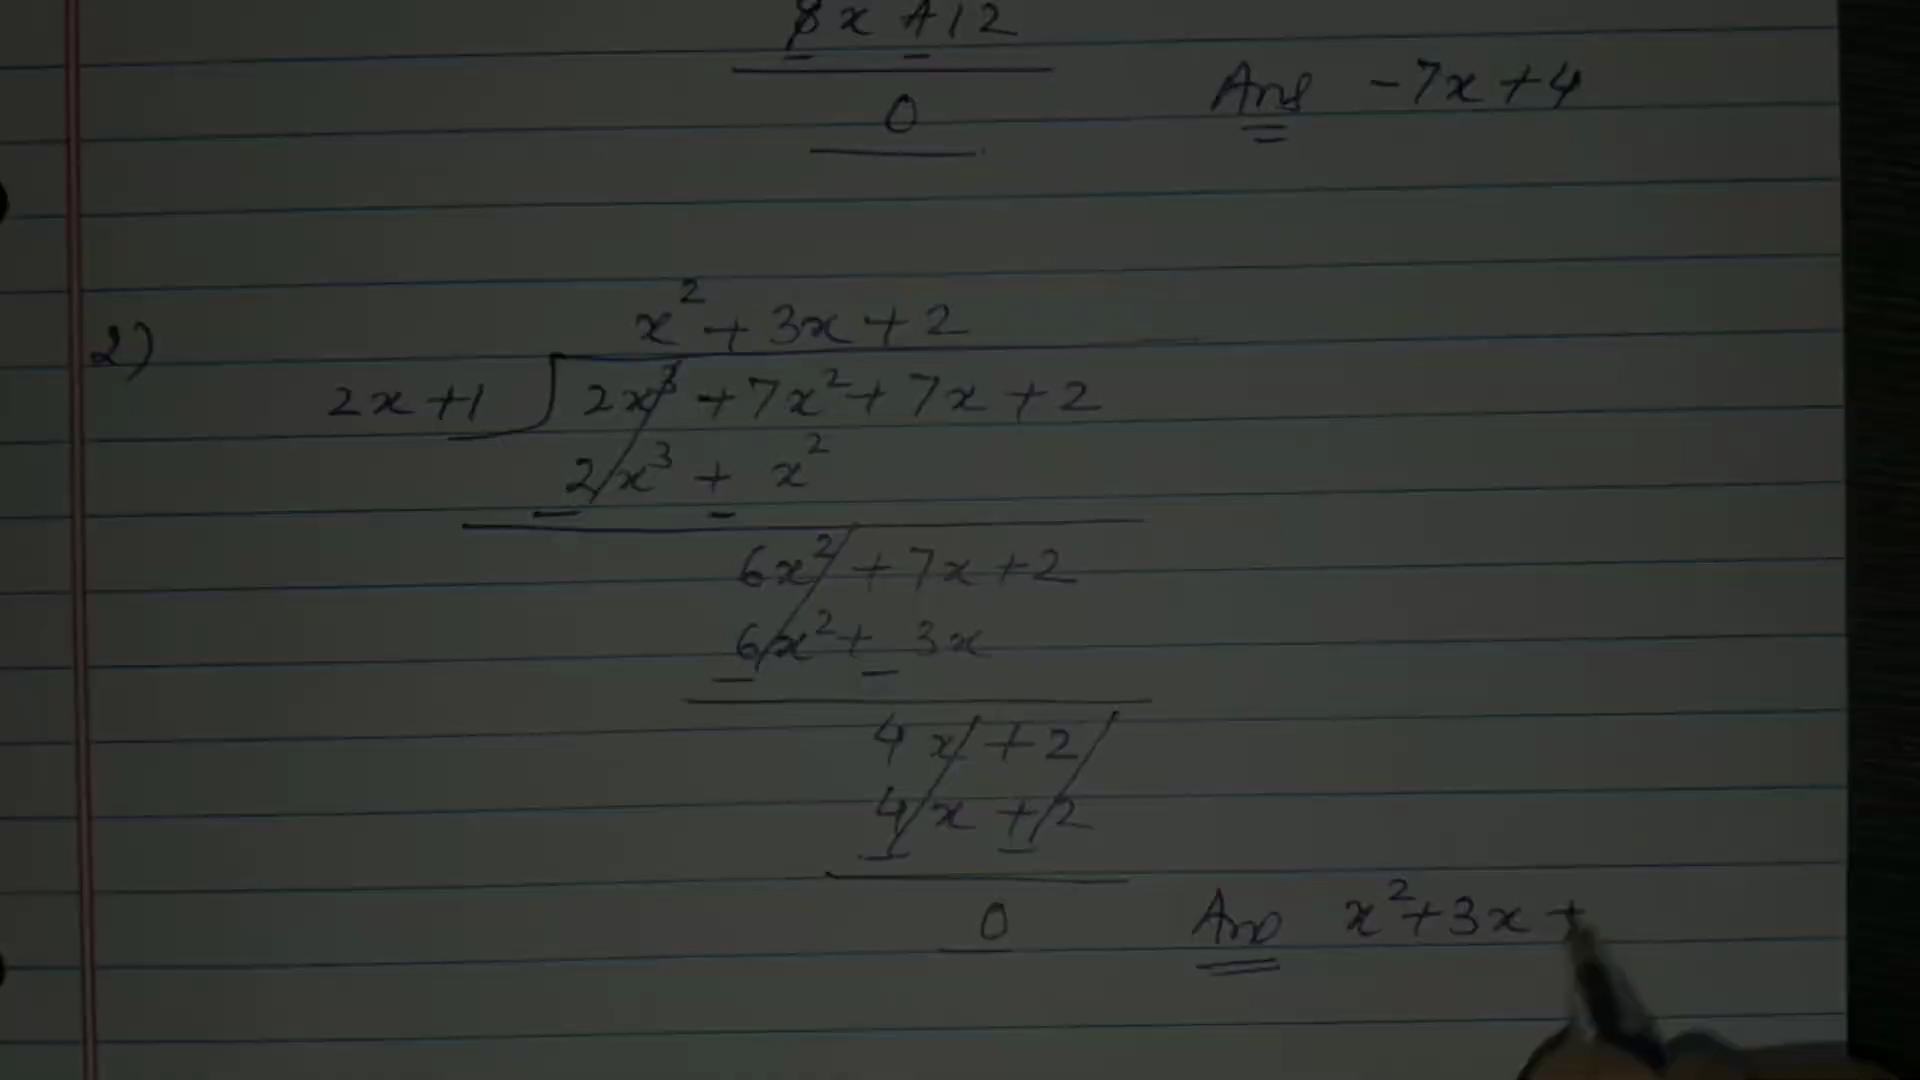 8x + 12
0
Ans -7x + 4
2)
x² + 3x + 2
2x + 1 ) 2x³ + 7x² + 7x + 2
2x³ + x²
6x² + 7x + 2
6x² + 3x
4x + 2
4x + 2
0
Ans x² + 3x +